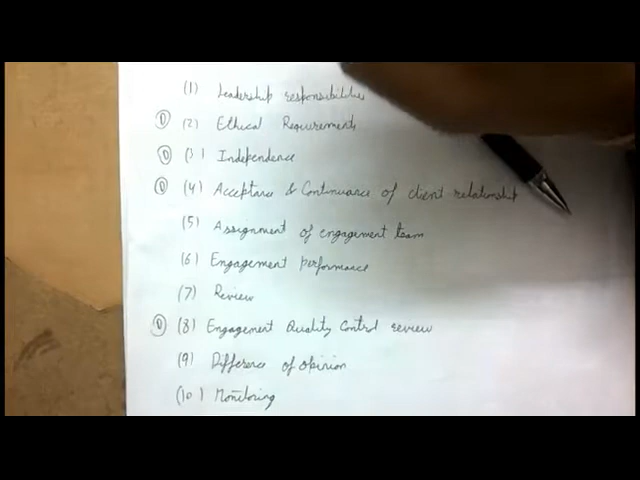 (1) Leadership responsibilities
D (2) Ethical Requirements
D (3) Independence
D (4) Acceptance & Continuance of client relationship
(5) Assignment of engagement team
(6) Engagement performance
(7) Review
D (8) Engagement Quality Control review
(9) Difference of opinion
(10) Monitoring